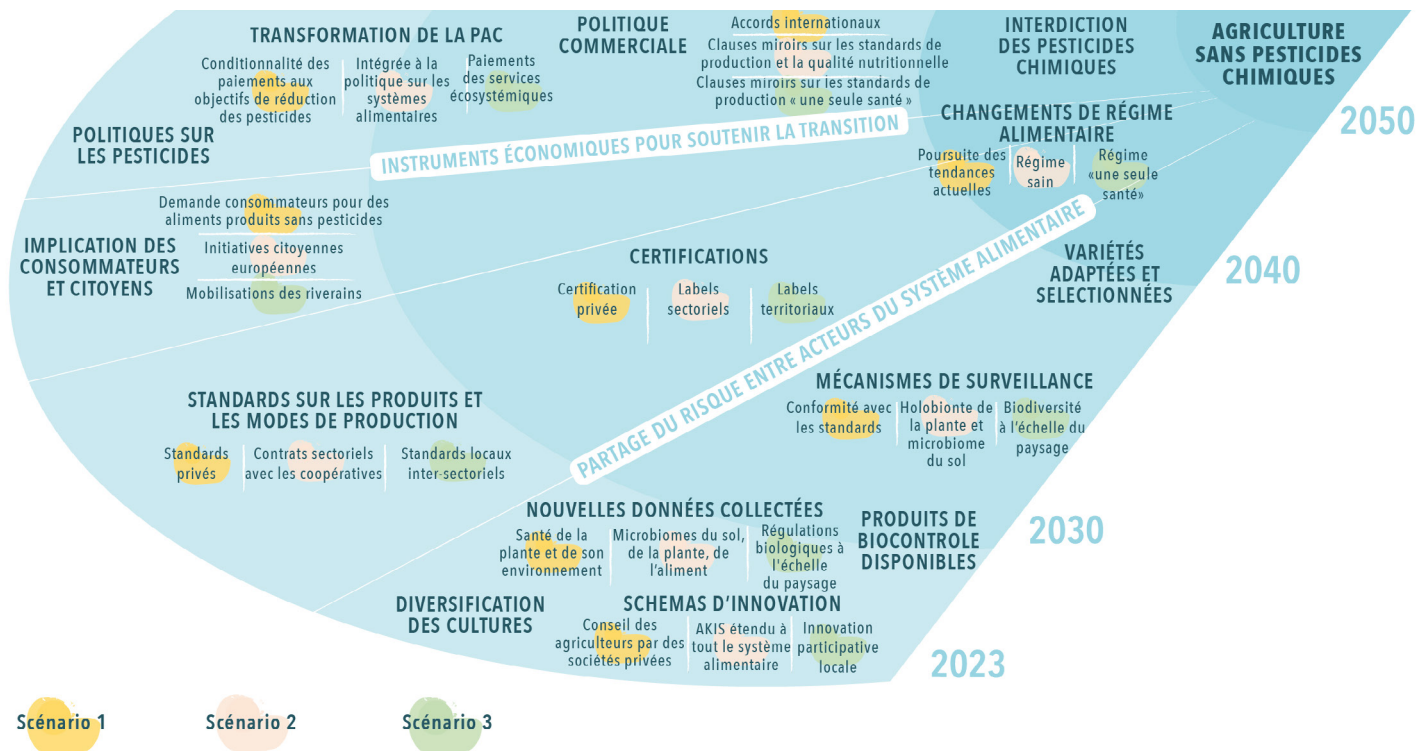 TRANSFORMATION DE LA PAC
Conditionnalité des
paiements aux
objectifs de réduction
des pesticides
Intégrée à la
politique sur les
systèmes
alimentaires
Paiements
des services
écosystémiques
POLITIQUE
COMMERCIALE
Accords internationaux
Clauses miroirs sur les standards de
production et la qualité nutritionnelle
Clauses miroirs sur les standards de
production « une seule santé »
INTERDICTION
DES PESTICIDES
CHIMIQUES
AGRICULTURE
SANS PESTICIDES
CHIMIQUES
2050
POLITIQUES SUR
LES PESTICIDES
INSTRUMENTS ÉCONOMIQUES POUR SOUTENIR LA TRANSITION
CHANGEMENTS DE RÉGIME
ALIMENTAIRE
Poursuite des
tendances
actuelles
Régime
sain
Régime
«une seule
santé»
IMPLICATION DES
CONSOMMATEURS
ET CITOYENS
Demande consommateurs pour des
aliments produits sans pesticides
Initiatives citoyennes
européennes
Mobilisations des riverains
CERTIFICATIONS
Certification
privée
Labels
sectoriels
Labels
territoriaux
PARTAGE DU RISQUE ENTRE ACTEURS DU SYSTÈME ALIMENTAIRE
VARIÉTÉS
ADAPTÉES ET
SELECTIONNÉES
2040
STANDARDS SUR LES PRODUITS ET
LES MODES DE PRODUCTION
Standards
privés
Contrats sectoriels
avec les coopératives
Standards locaux
inter-sectoriels
MÉCANISMES DE SURVEILLANCE
Conformité avec
les standards
Holobionte de
la plante et
microbiome
du sol
Biodiversité
à l'échelle du
paysage
NOUVELLES DONNÉES COLLECTÉES
Santé de la
plante et de son
environnement
Microbiomes du sol,
de la plante, de
l'aliment
Régulations
biologiques à
l'échelle
du paysage
PRODUITS DE
BIOCONTROLE
DISPONIBLES
2030
DIVERSIFICATION
DES CULTURES
SCHEMAS D'INNOVATION
Conseil des
agriculteurs par des
sociétés privées
AKIS étendu à
tout le système
alimentaire
Innovation
participative
locale
2023
Scénario 1
Scénario 2
Scénario 3